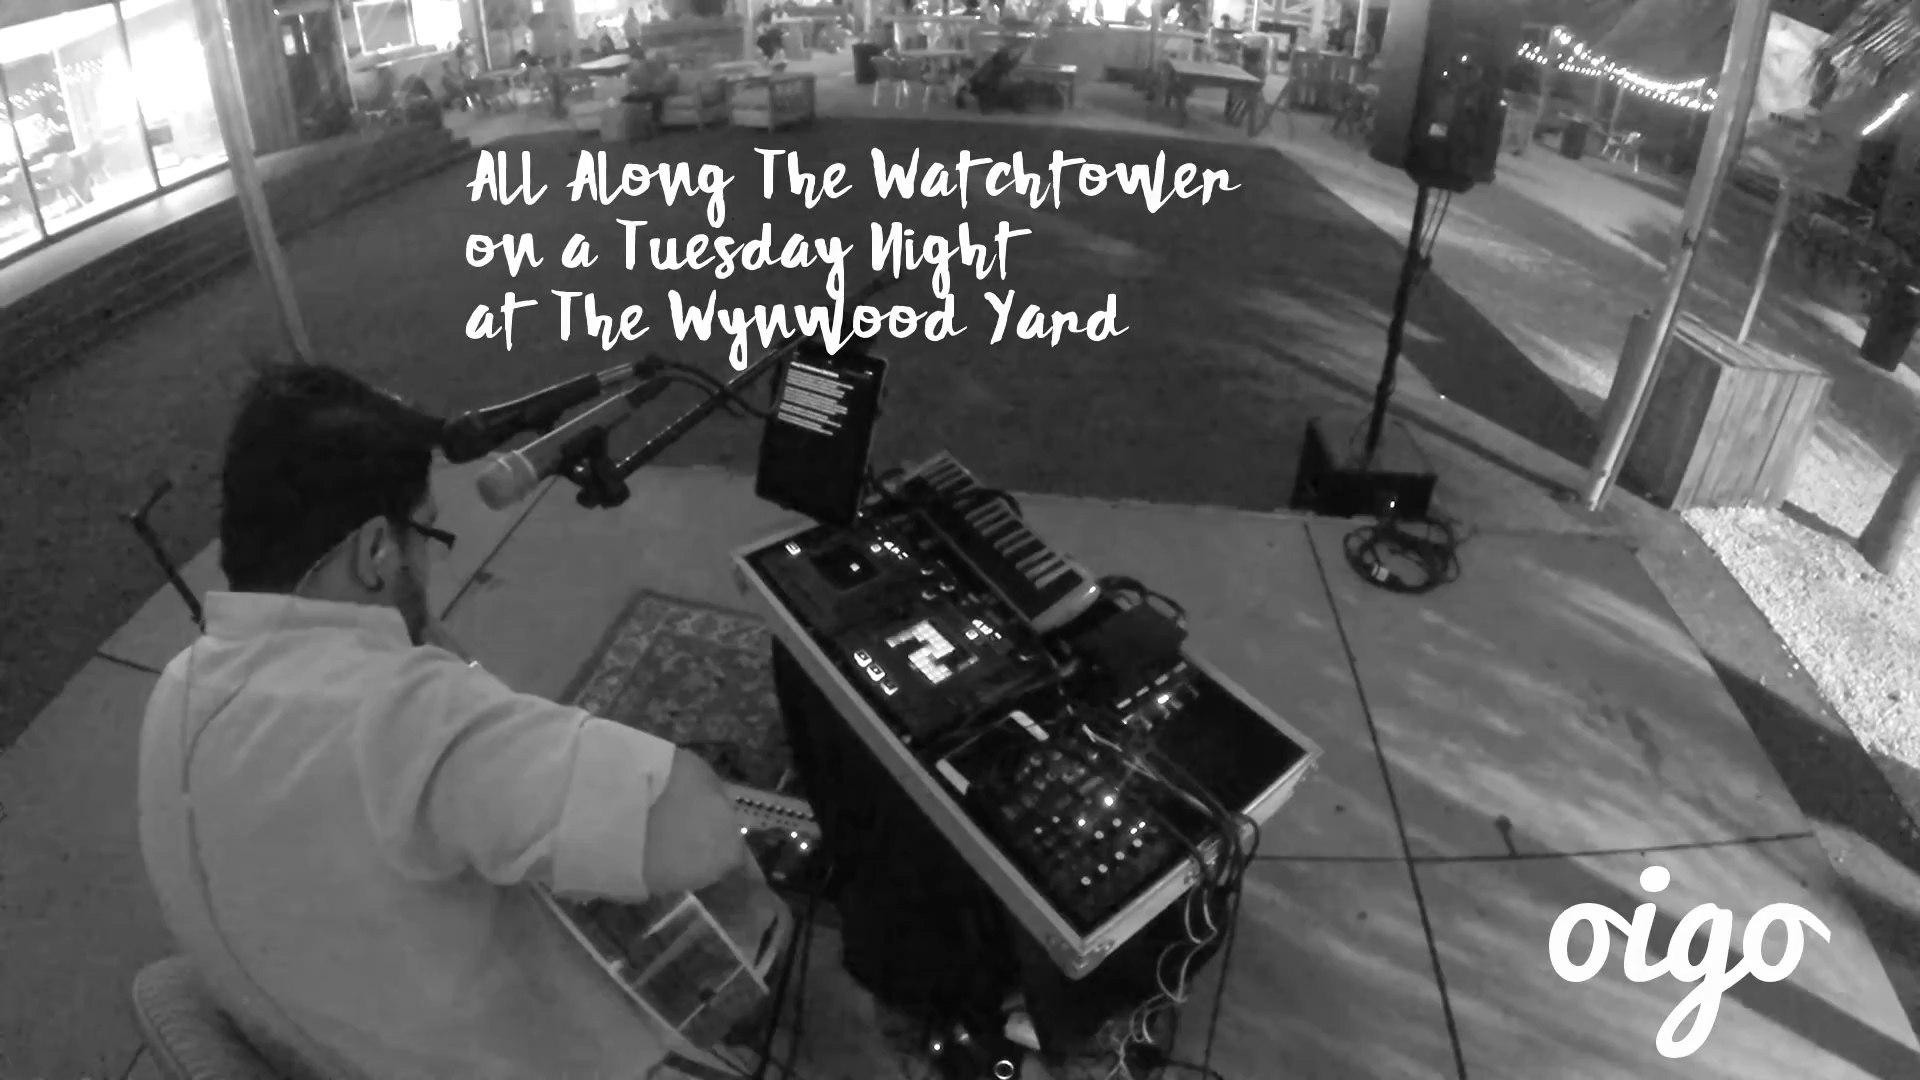 All Along The Watchtower
on a Tuesday Night
at The Wynwood Yard
oigo